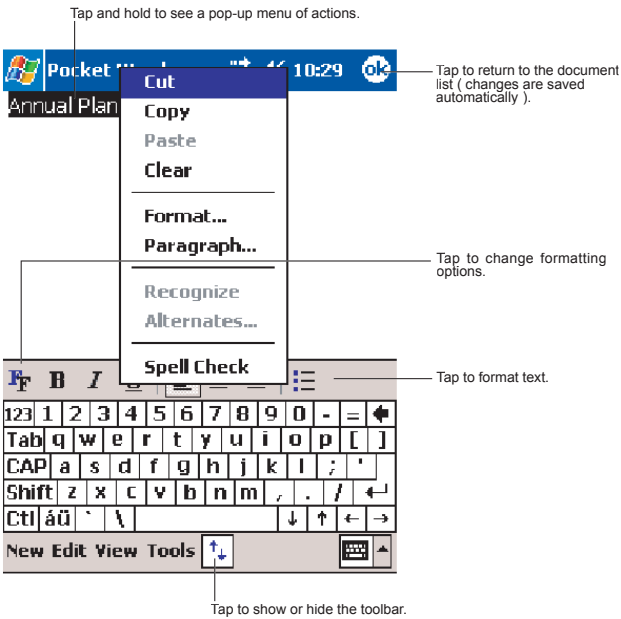 Tap and hold to see a pop-up menu of actions.
Pocket 10:29 ok
Annual Plan
Cut
Copy
Paste
Clear
Format...
Paragraph...
Recognize
Alternates...
Spell Check
Tap to return to the document
list ( changes are saved
automatically ).
Tap to change formatting
options.
FF B I U
Tap to format text.
123 1 2 3 4 5 6 7 8 9 0 - =
Tab q w e r t y u i o p [ ]
CAP a s d f g h j k l ; '
Shift z x c v b n m , . /
Ctl áü ` \ ↓ ↑ ← →
New Edit View Tools
Tap to show or hide the toolbar.